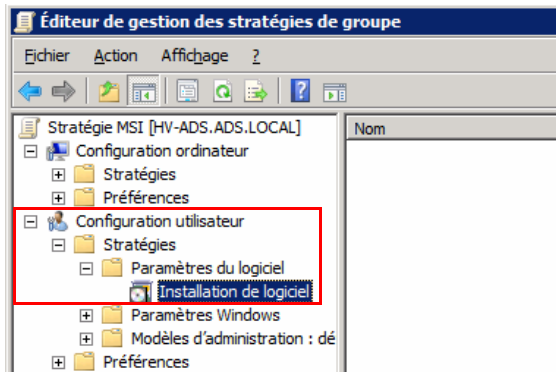 Éditeur de gestion des stratégies de groupe
Fichier Action Affichage ?
Stratégie MSI [HV-ADS.ADS.LOCAL]
Nom
Configuration ordinateur
Stratégies
Préférences
Configuration utilisateur
Stratégies
Paramètres du logiciel
Installation de logiciel
Paramètres Windows
Modèles d'administration : dé
Préférences